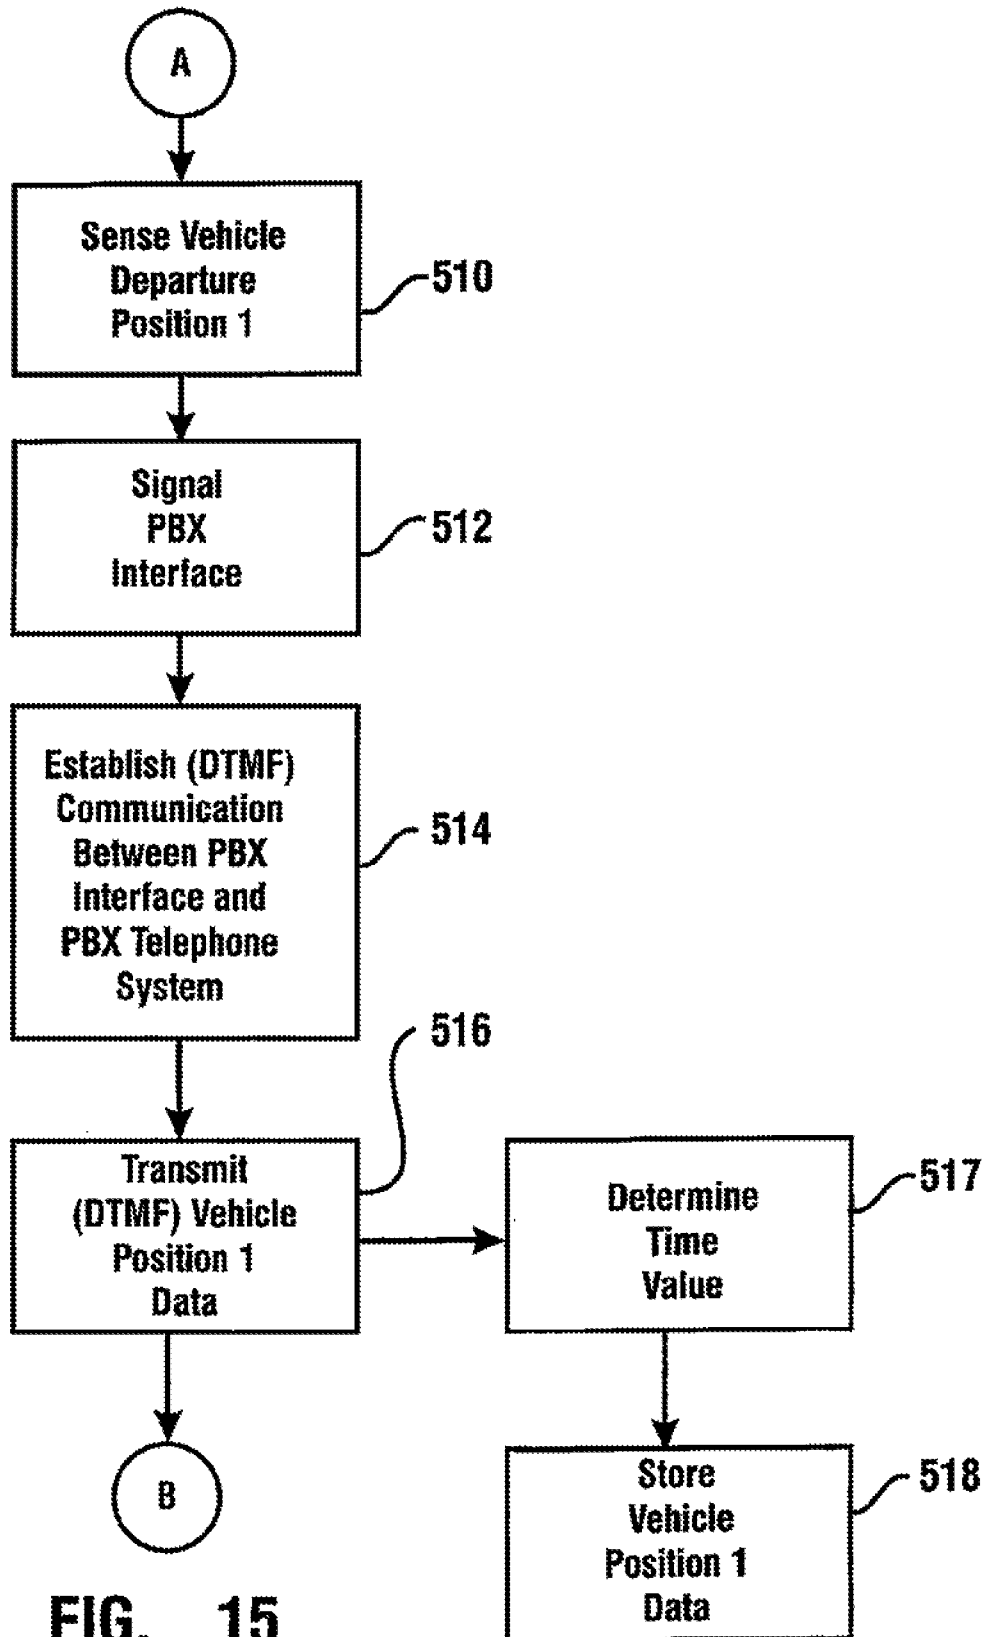 A
Sense Vehicle
Departure
Position 1
510
Signal
PBX
Interface
512
Establish (DTMF)
Communication
Between PBX
Interface and
PBX Telephone
System
514
516
Transmit
(DTMF) Vehicle
Position 1
Data
Determine
Time
Value
517
B
Store
Vehicle
Position 1
Data
518
FIG. 15